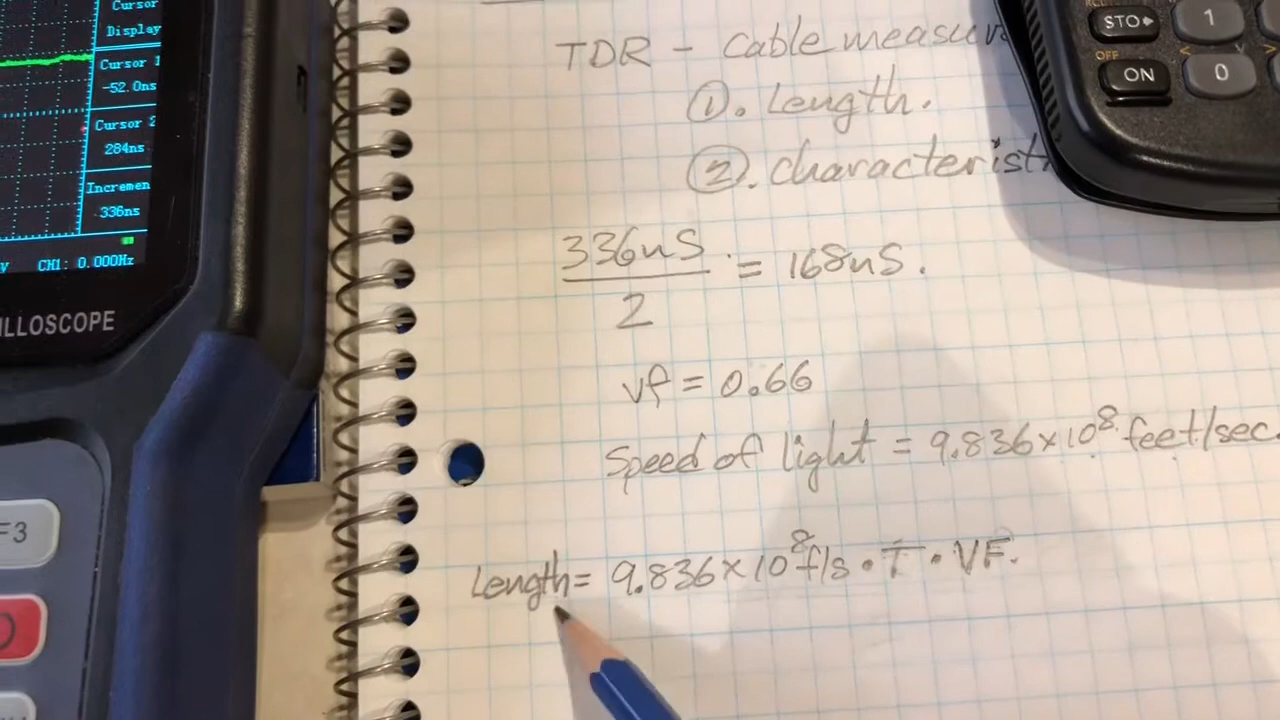 Cursor
Display
Cursor 1
-52.0ns
Cursor 2
284ns
Incremen
336ns
CH1: 0.000Hz
ILLOSCOPE
F3
TDR - Cable measur
①. Length.
②. Characterist
336nS
2
= 168nS.
vf = 0.66
Speed of light = 9.836×10⁸ feet/sec.
Length = 9.836×10⁸ f/s · T · VF.
STO▸
1
OFF
ON
0